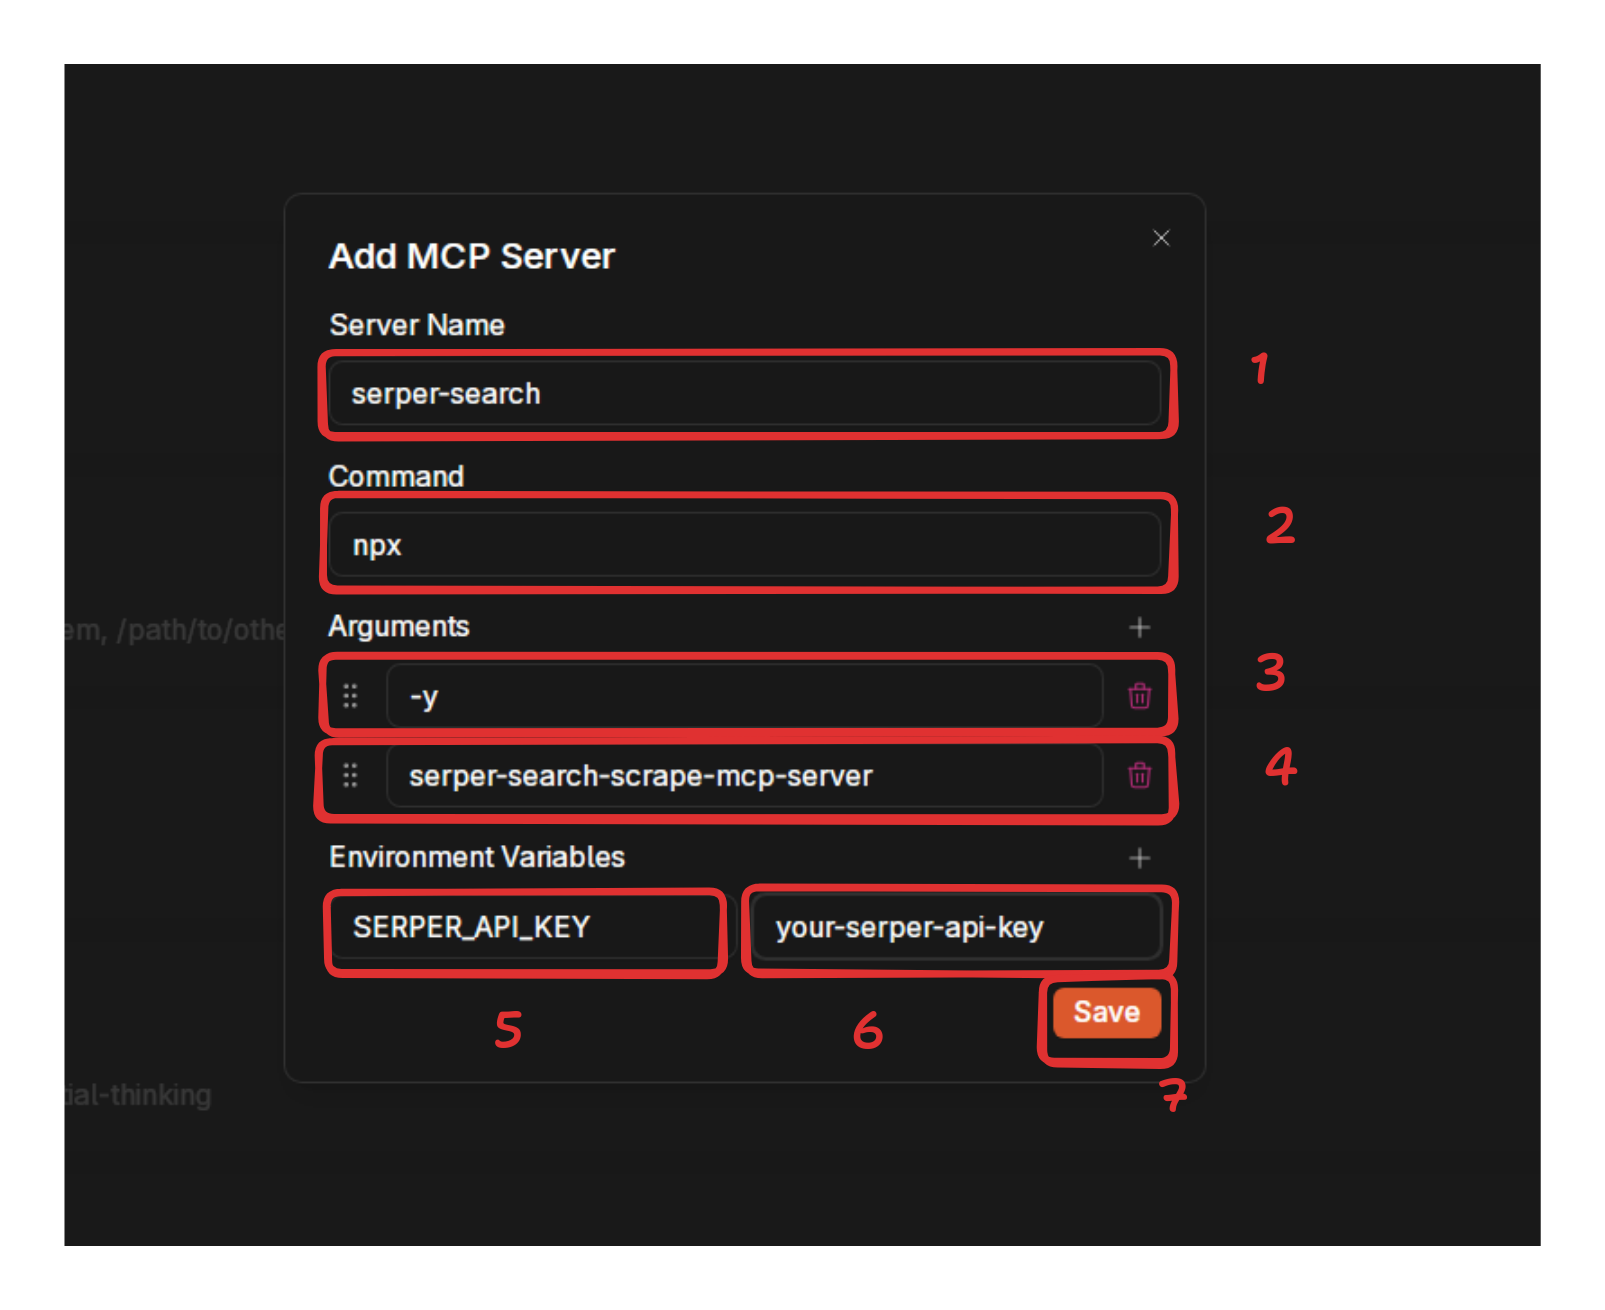 Add MCP Server
Server Name
serper-search
1
Command
npx
2
em, /path/to/othe
Arguments
-y
3
serper-search-scrape-mcp-server
4
Environment Variables
SERPER_API_KEY your-serper-api-key
5 6
Save
7
ial-thinking